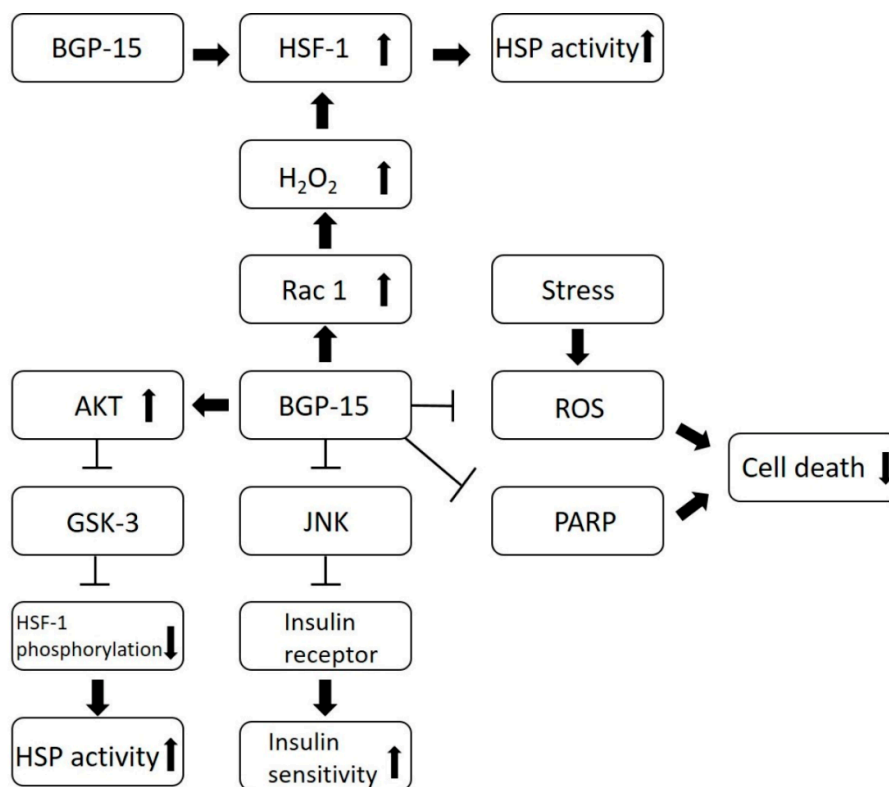 BGP-15
HSF-1
HSP activity
H₂O₂
Rac 1
Stress
AKT
BGP-15
ROS
Cell death
GSK-3
JNK
PARP
HSF-1
phosphorylation
Insulin
receptor
HSP activity
Insulin
sensitivity